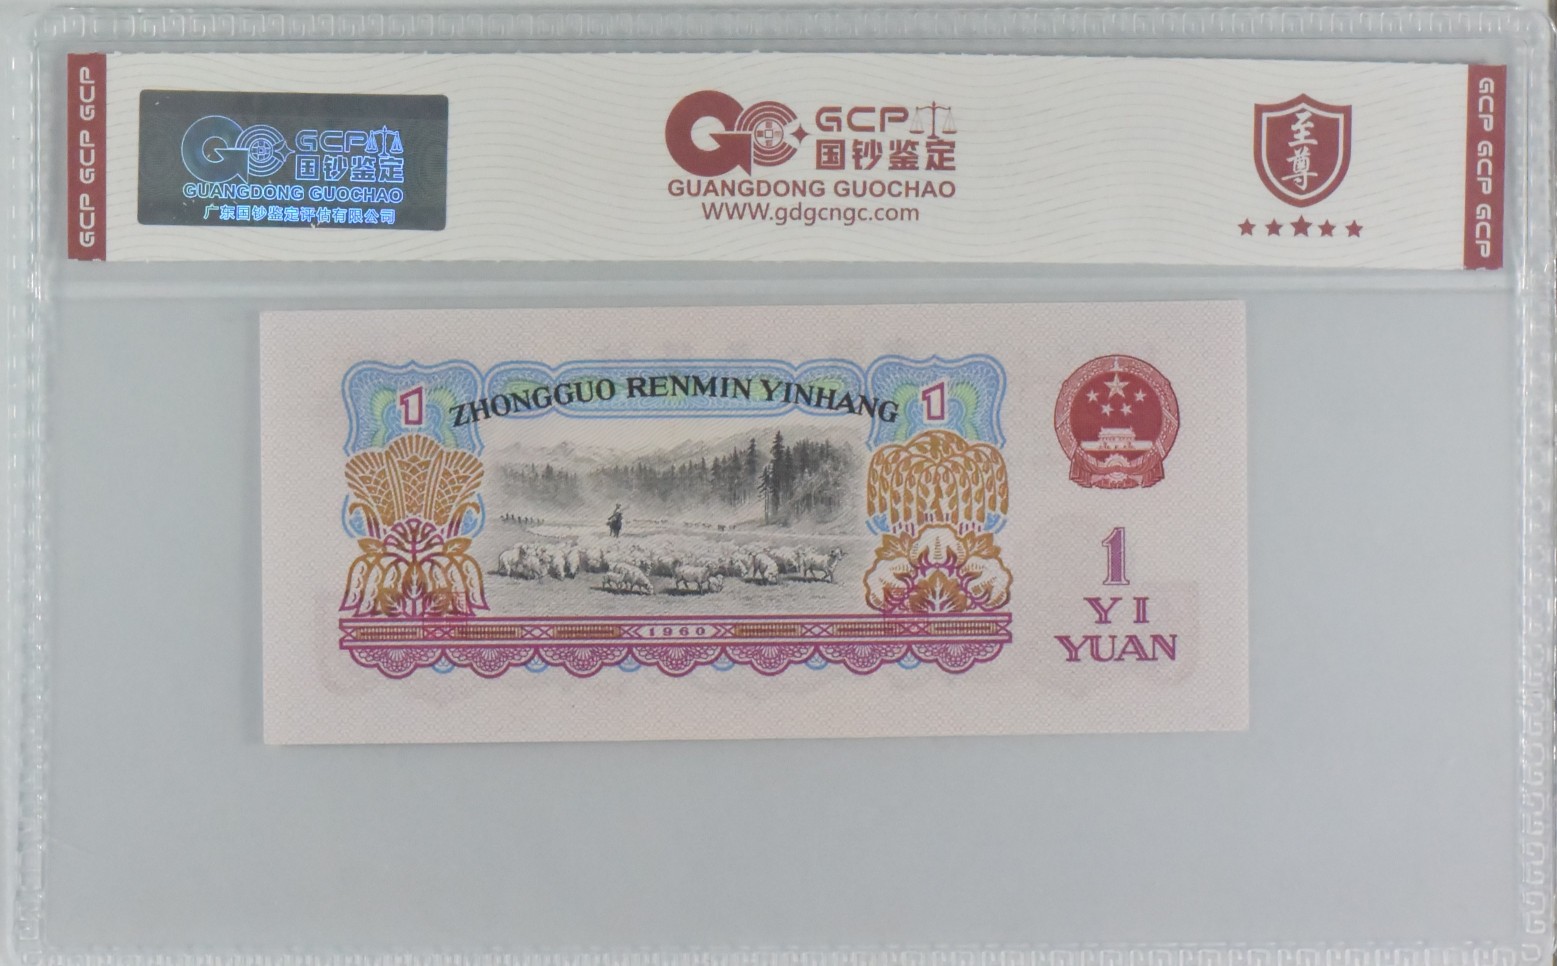 GCP GCP GCP
GCP
国钞鉴定
GUANGDONG GUOCHAO
广东国钞鉴定评估有限公司
GCP
国钞鉴定
GUANGDONG GUOCHAO
WWW.gdgcngc.com
至尊
GCP GCP GCP
1
ZHONGGUO RENMIN YINHANG
1
1960
1
YI
YUAN